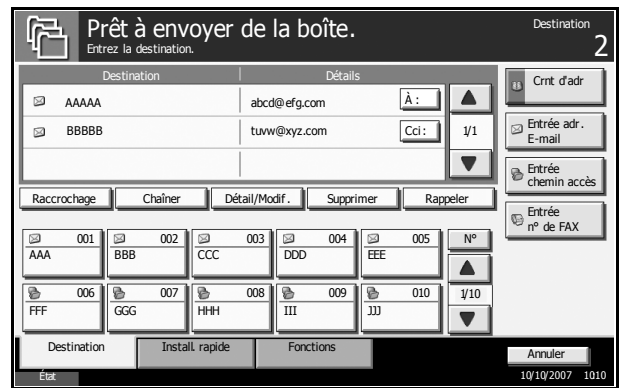 Prêt à envoyer de la boîte.
Entrez la destination.
Destination
2
Destination Détails
AAAAA abcd@efg.com À :
BBBBB tuvw@xyz.com Cci :
1/1
Crnt d'adr
Entrée adr.
E-mail
Entrée
chemin accès
Entrée
nº de FAX
Raccrochage Chaîner Détail/Modif. Supprimer Rappeler
001 002 003 004 005 Nº
AAA BBB CCC DDD EEE
006 007 008 009 010 1/10
FFF GGG HHH III JJJ
Destination Install. rapide Fonctions
Annuler
État 10/10/2007 1010